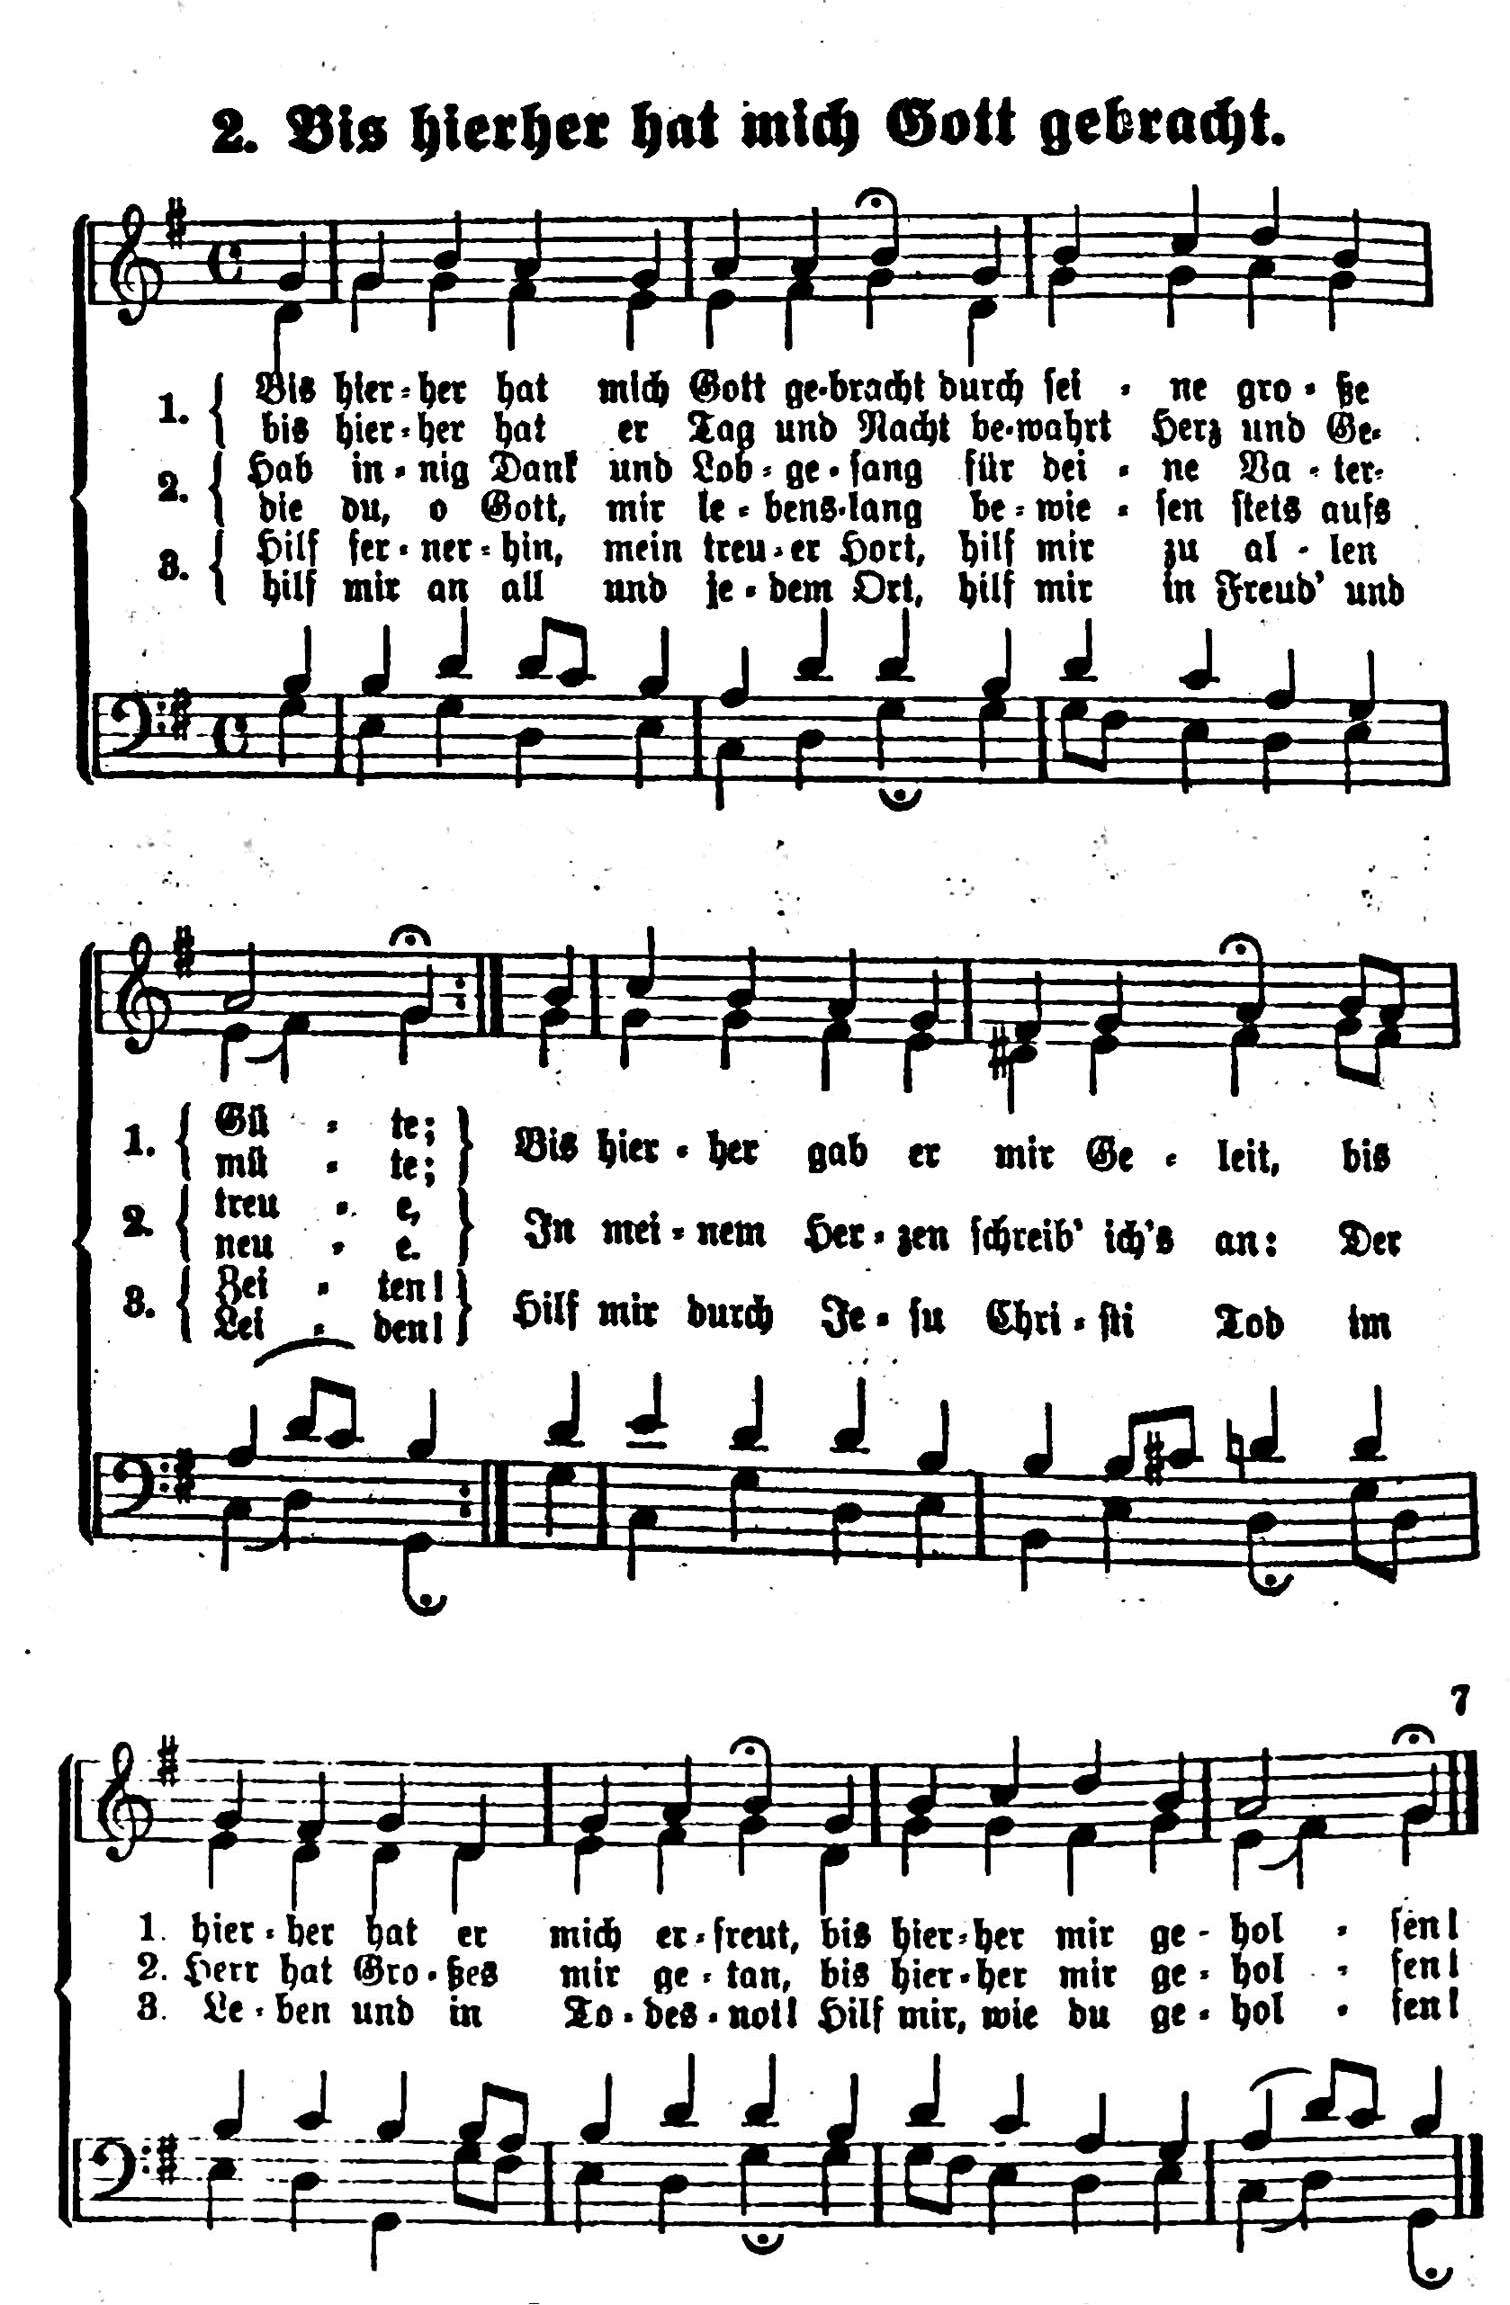 2. Bis hierher hat mich Gott gebracht.
1. Bis hier-her hat mich Gott ge-bracht durch sei - ne gro-ße
bis hier-her hat er Tag und Nacht be-wahrt Herz und Ge-
2. Hab in-nig Dank und Lob-ge-sang für dei - ne Va-ter-
die du, o Gott, mir le-bens-lang be-wie-sen stets aufs
3. Hilf fer-ner-hin, mein treu-er Hort, hilf mir zu al-len
hilf mir an all und je-dem Ort, hilf mir in Freud' und
1. Gü - te; Bis hier-her gab er mir Ge-leit, bis
mü - te;
2. treu - e, In mei-nem Her-zen schreib' ich's an: Der
neu - e.
3. Zei - ten! Hilf mir durch Je-su Chri-sti Tod im
Lei - den!
7
1. hier-her hat er mich er-freut, bis hier-her mir ge-hol - fen!
2. Herr hat Gro-ßes mir ge-tan, bis hier-her mir ge-hol - fen!
3. Le-ben und in To-des-not! Hilf mir, wie du ge-hol - fen!